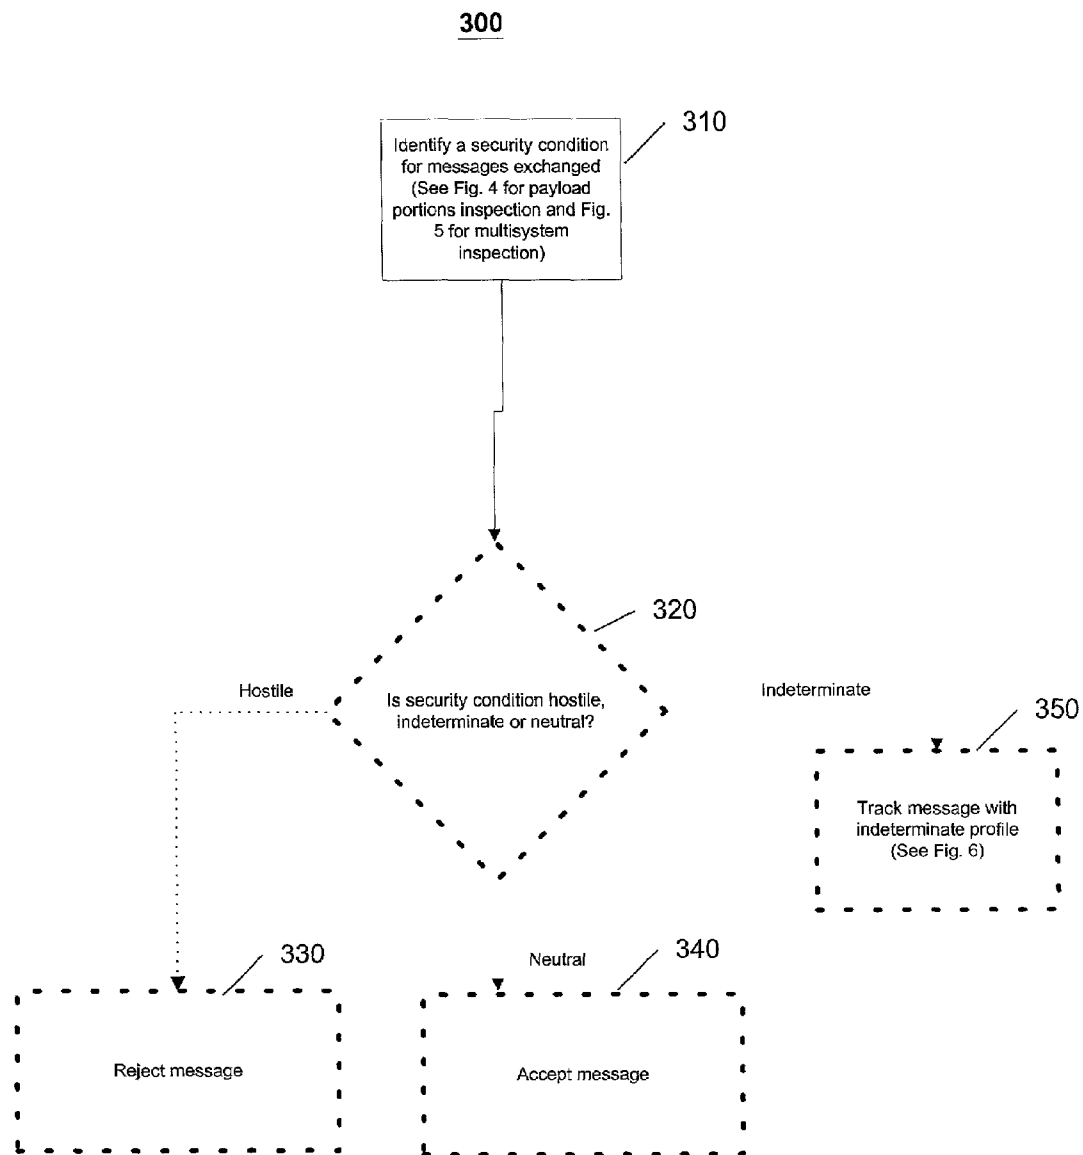 300
310
Identify a security condition
for messages exchanged
(See Fig. 4 for payload
portions inspection and Fig.
5 for multisystem
inspection)
320
Is security condition hostile,
indeterminate or neutral?
Hostile
Indeterminate
350
Track message with
indeterminate profile
(See Fig. 6)
330
Reject message
Neutral
340
Accept message